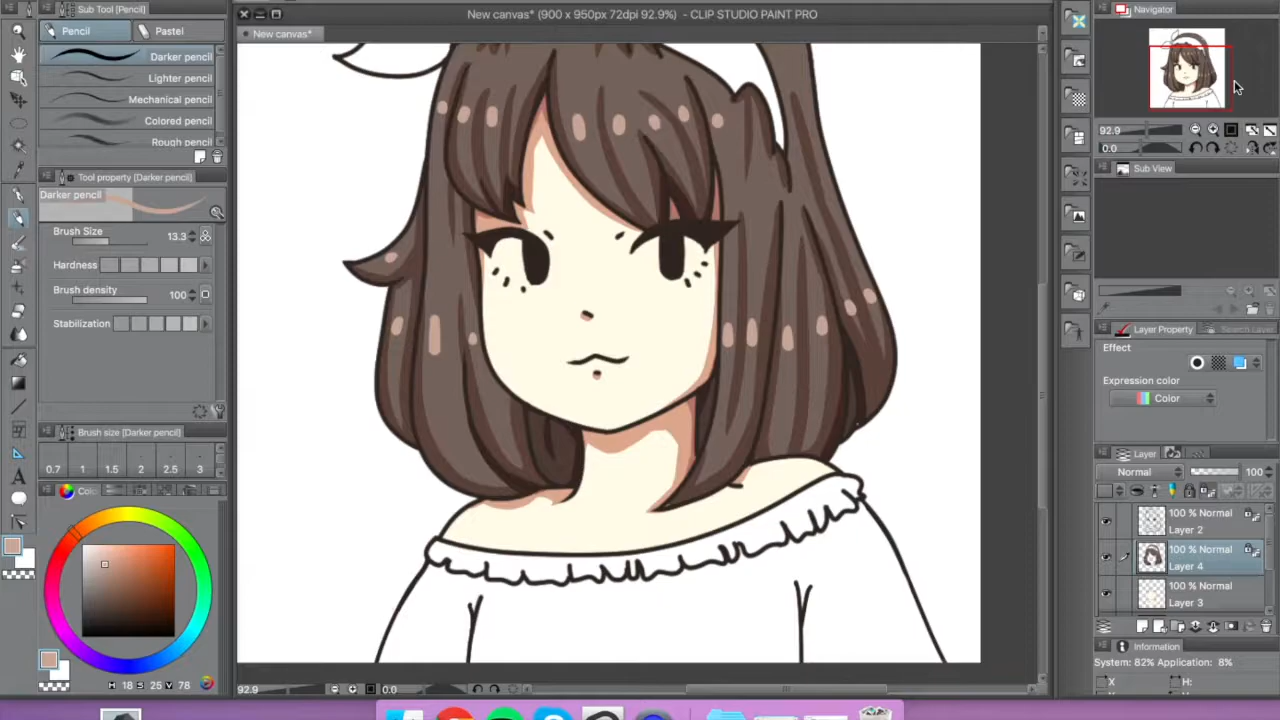 New canvas* (900 x 950px 72dpi 92.9%) - CLIP STUDIO PAINT PRO
New canvas*
Sub Tool [Pencil]
Pencil
Pastel
Darker pencil
Lighter pencil
Mechanical pencil
Colored pencil
Rough pencil
Tool property [Darker pencil]
Darker pencil
Brush Size
13.3
Hardness
Brush density
100
Stabilization
Brush size [Darker pencil]
0.7 1 1.5 2 2.5 3
Colo
H 18 S 25 V 78
92.9
0.0
Navigator
92.9
0.0
Sub View
Layer Property
Search Layer
Effect
Expression color
Color
Layer
Normal
100
100 % Normal
Layer 2
100 % Normal
Layer 4
100 % Normal
Layer 3
Information
System: 82% Application: 8%
X
H: